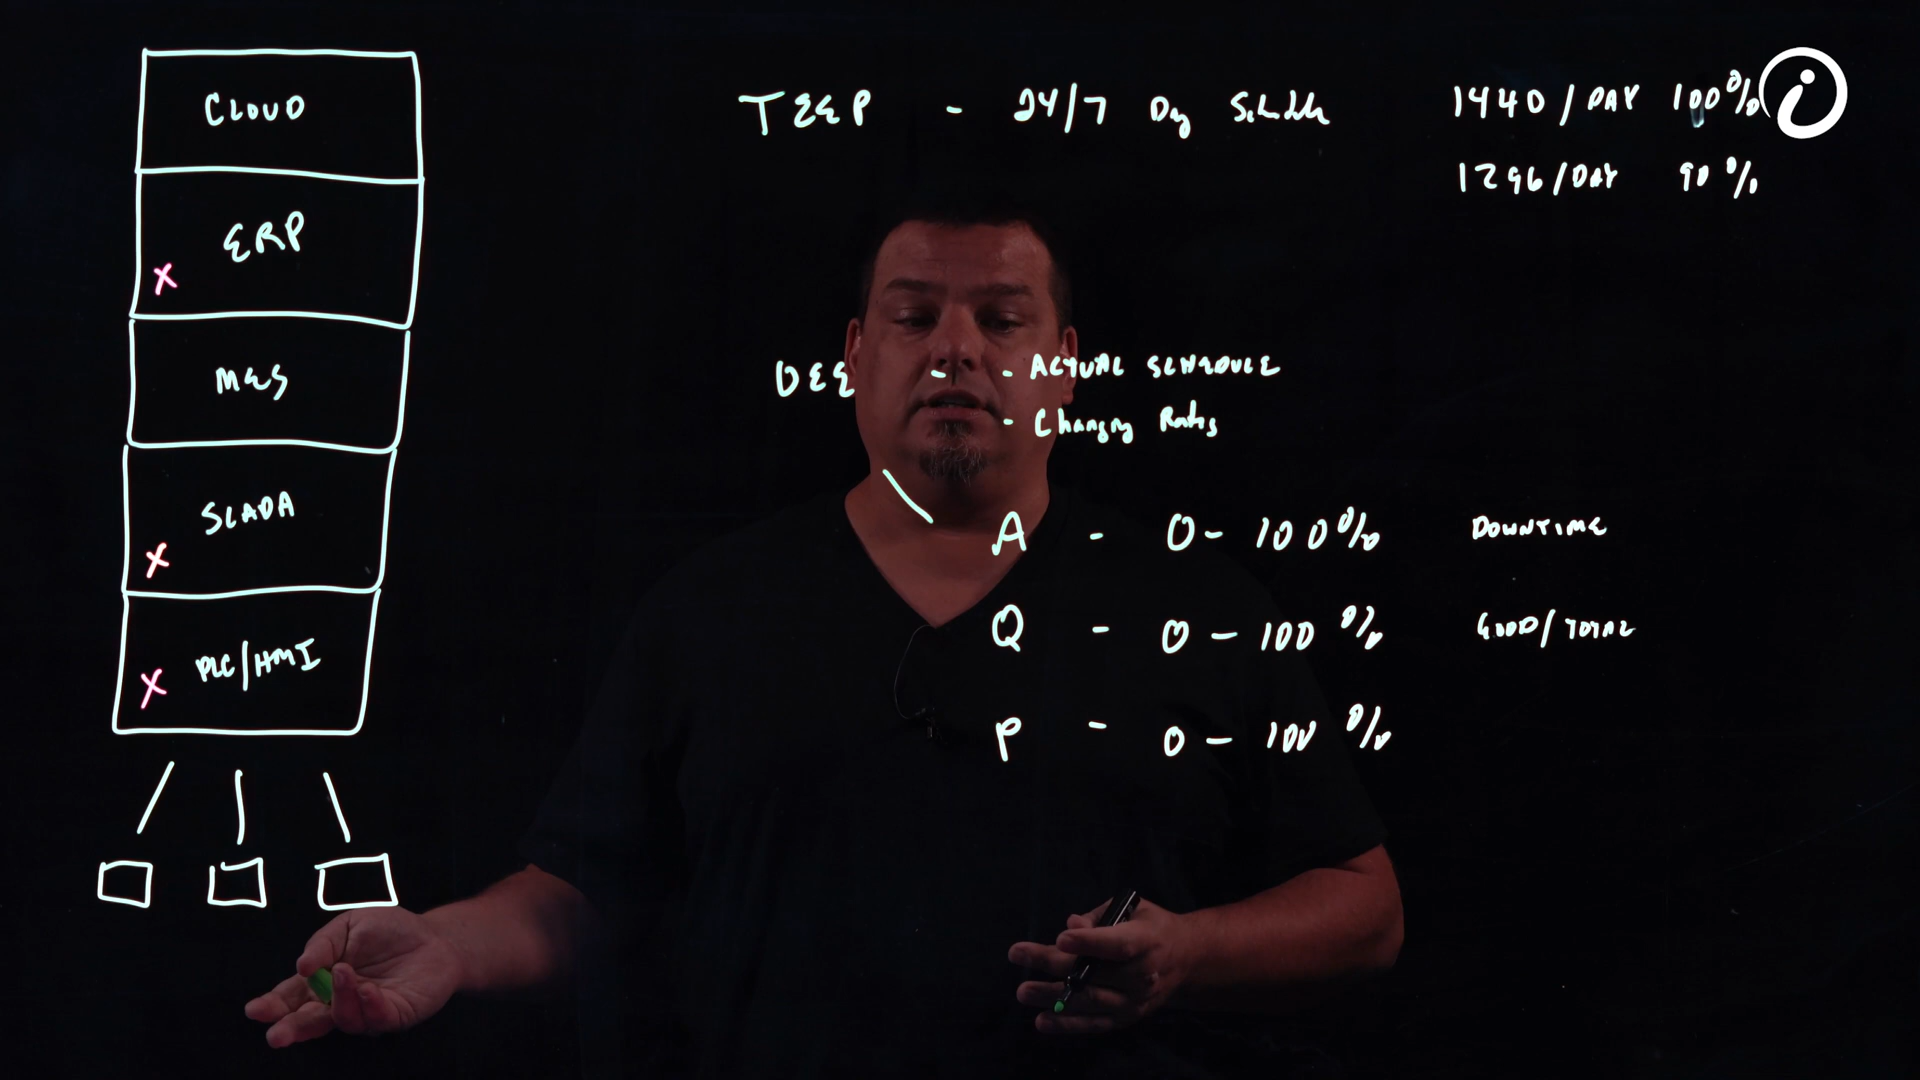 CLOUD
ERP
X
MES
SCADA
X
PLC/HMI
X
TEEP - 24/7 Day Schedule 1440/DAY 100%
1296/DAY 90%
OEE - - ACTUAL SCHEDULE
- Changing Rates
A - 0-100% DOWNTIME
Q - 0-100% GOOD/TOTAL
P - 0-100%